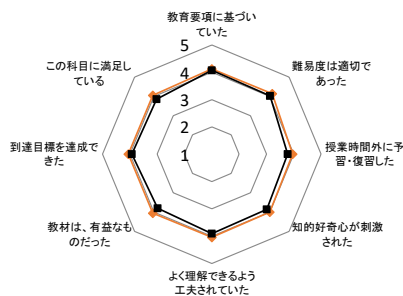 教育要項に基づい
ていた
難易度は適切で
あった
授業時間外に予
習・復習した
知的好奇心が刺激
された
よく理解できるよう
工夫されていた
教材は、有益なも
のだった
到達目標を達成で
きた
この科目に満足し
ている
5
4
3
2
1